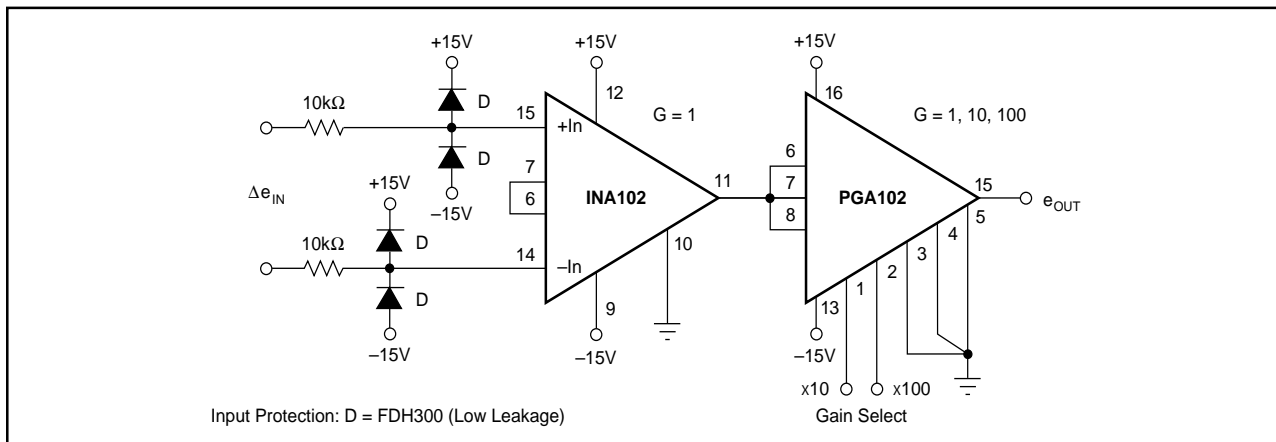 +15V
+15V
+15V
10kΩ
D
12
G = 1
16
G = 1, 10, 100
15
+In
D
7
6
7
8
6
ΔeIN
+15V
–15V
INA102
11
PGA102
15
eOUT
5
4
10kΩ
D
14
–In
10
3
2
1
D
9
13
–15V
–15V
–15V
x10
x100
Input Protection: D = FDH300 (Low Leakage)
Gain Select